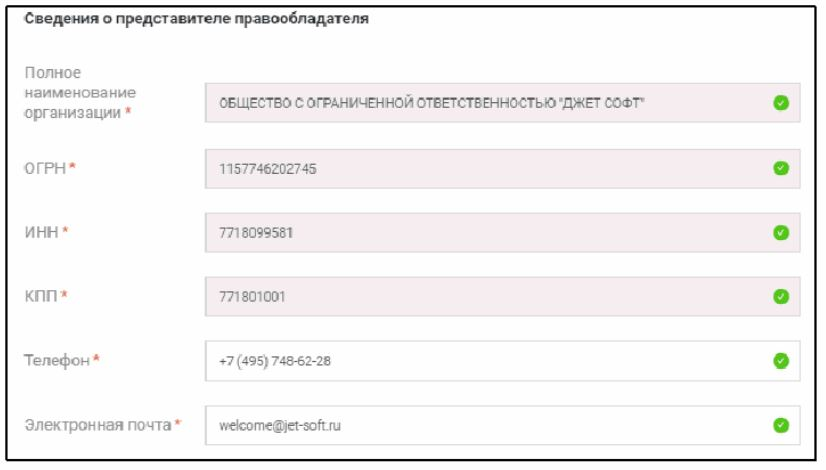 Сведения о представителе правообладателя
Полное
наименование
организации *
ОБЩЕСТВО С ОГРАНИЧЕННОЙ ОТВЕТСТВЕННОСТЬЮ "ДЖЕТ СОФТ"
ОГРН *
1157746202745
ИНН *
7718099581
КПП *
771801001
Телефон *
+7 (495) 748-62-28
Электронная почта *
welcome@jet-soft.ru